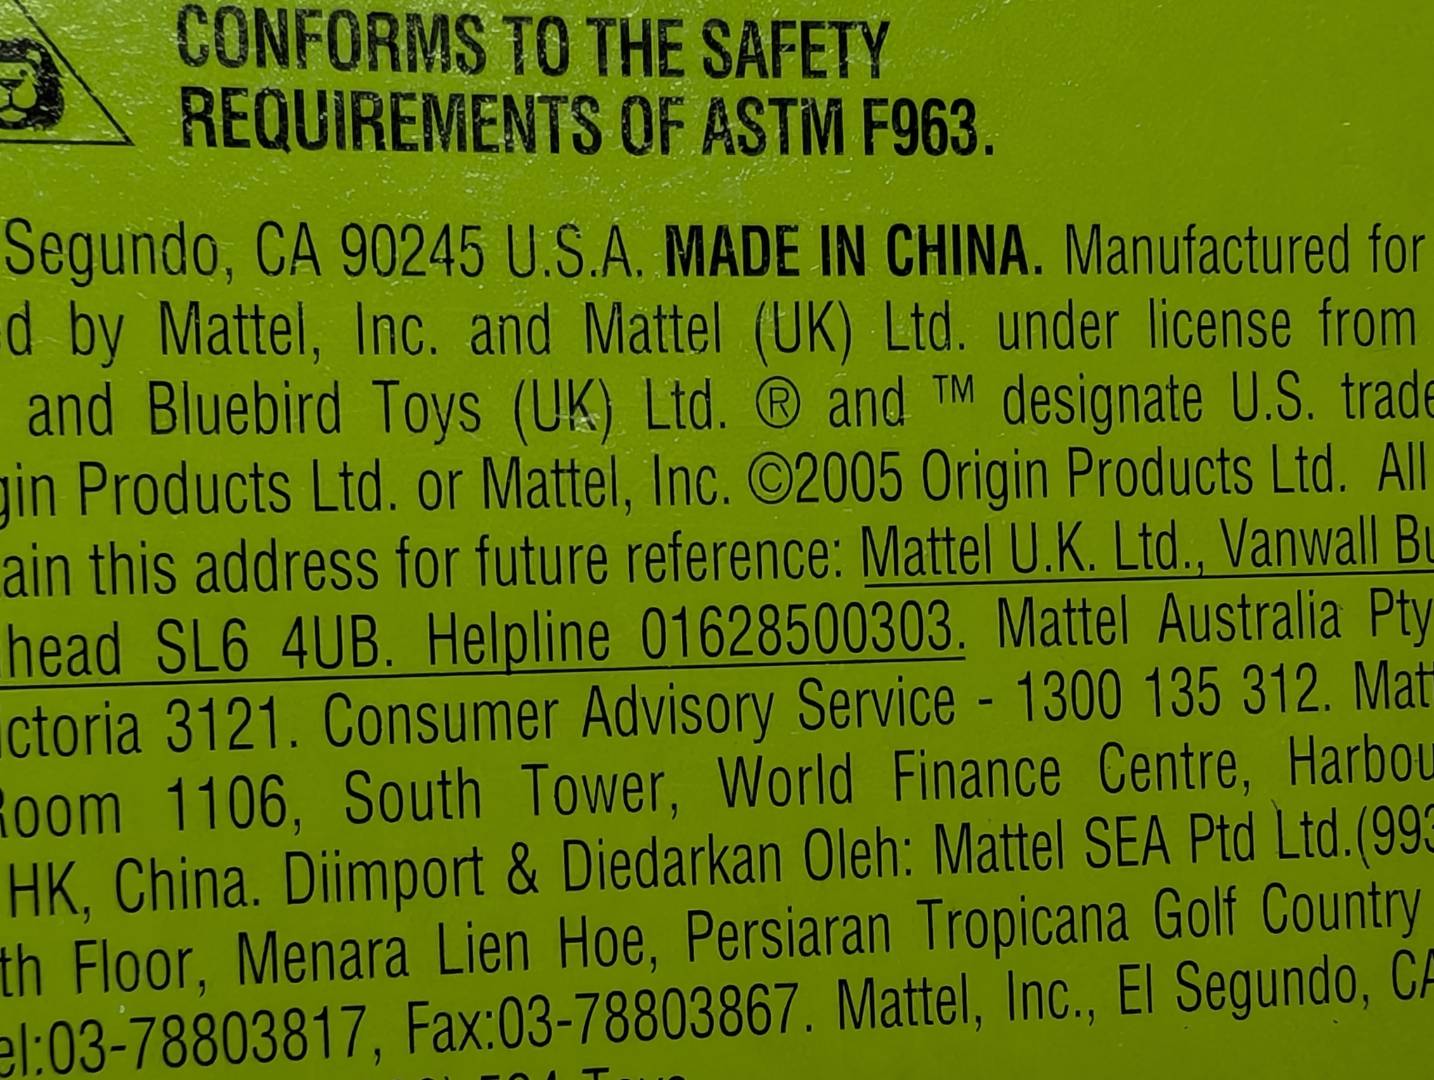 CONFORMS TO THE SAFETY
REQUIREMENTS OF ASTM F963.
Segundo, CA 90245 U.S.A. MADE IN CHINA. Manufactured for
d by Mattel, Inc. and Mattel (UK) Ltd. under license from
and Bluebird Toys (UK) Ltd. ® and ™ designate U.S. trade
gin Products Ltd. or Mattel, Inc. ©2005 Origin Products Ltd. All
ain this address for future reference: Mattel U.K. Ltd., Vanwall Bu
head SL6 4UB. Helpline 01628500303. Mattel Australia Pty
ictoria 3121. Consumer Advisory Service - 1300 135 312. Matt
Room 1106, South Tower, World Finance Centre, Harbou
HK, China. Diimport & Diedarkan Oleh: Mattel SEA Ptd Ltd.(993
th Floor, Menara Lien Hoe, Persiaran Tropicana Golf Country
el:03-78803817, Fax:03-78803867. Mattel, Inc., El Segundo, CA